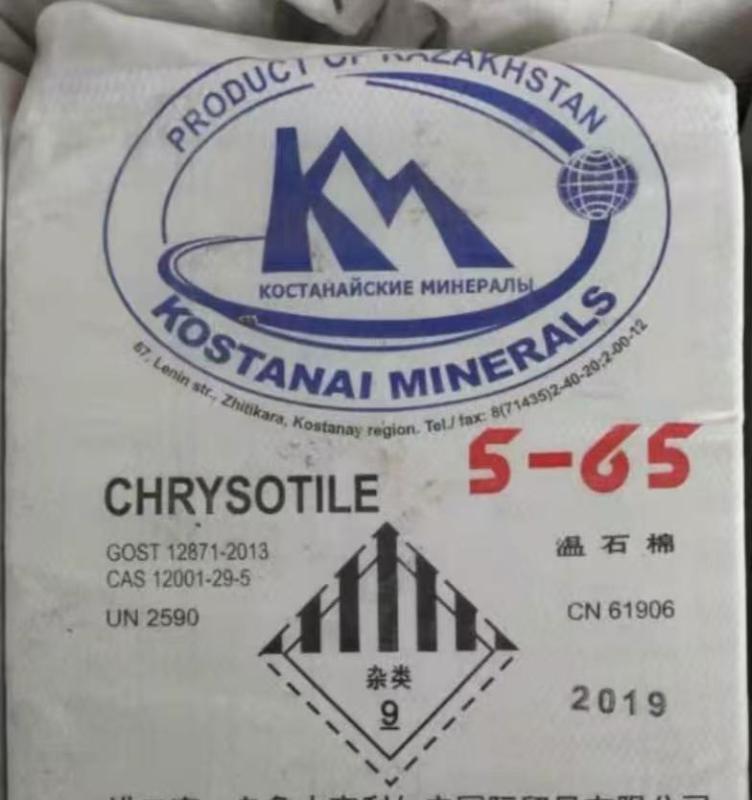 PRODUCT OF KAZAKHSTAN
KM
КОСТАНАЙСКИЕ МИНЕРАЛЫ
KOSTANAI MINERALS
67, Lenin str., Zhitikara, Kostanay region. Tel./ fax: 8(71435)2-40-20;2-00-12
5-65
CHRYSOTILE
GOST 12871-2013
CAS 12001-29-5
UN 2590
温石棉
CN 61906
杂类
9
2019